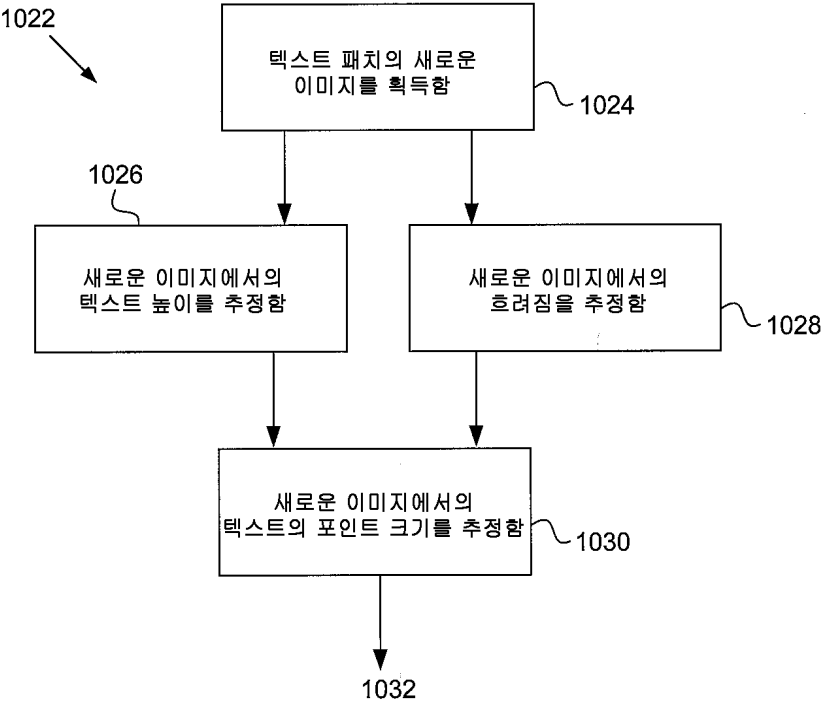 1022
텍스트 패치의 새로운
이미지를 획득함
1024
1026
새로운 이미지에서의
텍스트 높이를 추정함
새로운 이미지에서의
흐려짐을 추정함
1028
새로운 이미지에서의
텍스트의 포인트 크기를 추정함
1030
1032